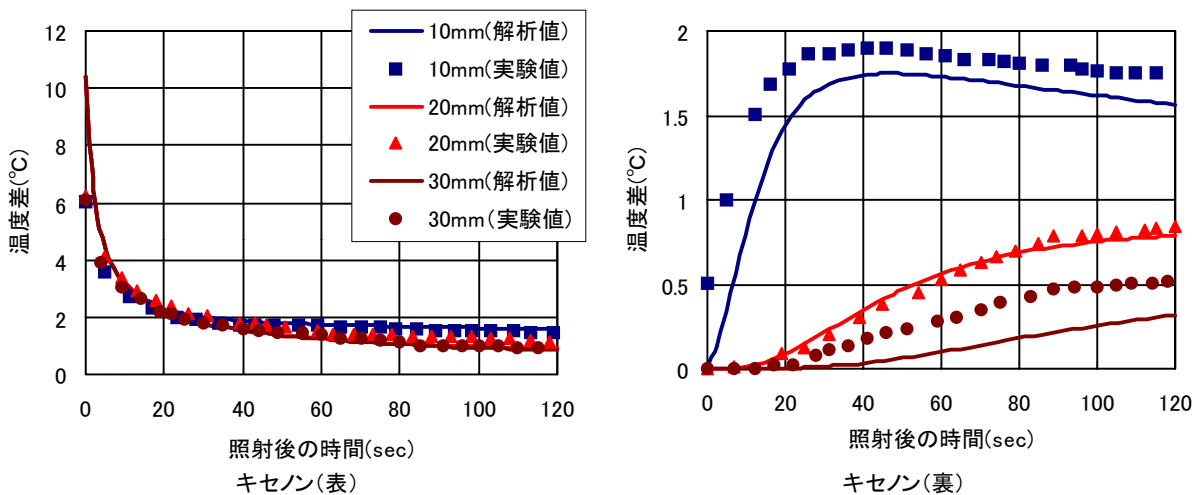 温度差(℃)
12
10
8
6
4
2
0
0 20 40 60 80 100 120
照射後の時間(sec)
キセノン(表)
10mm(解析値)
10mm(実験値)
20mm(解析値)
20mm(実験値)
30mm(解析値)
30mm(実験値)
温度差(℃)
2
1.5
1
0.5
0
0 20 40 60 80 100 120
照射後の時間(sec)
キセノン(裏)